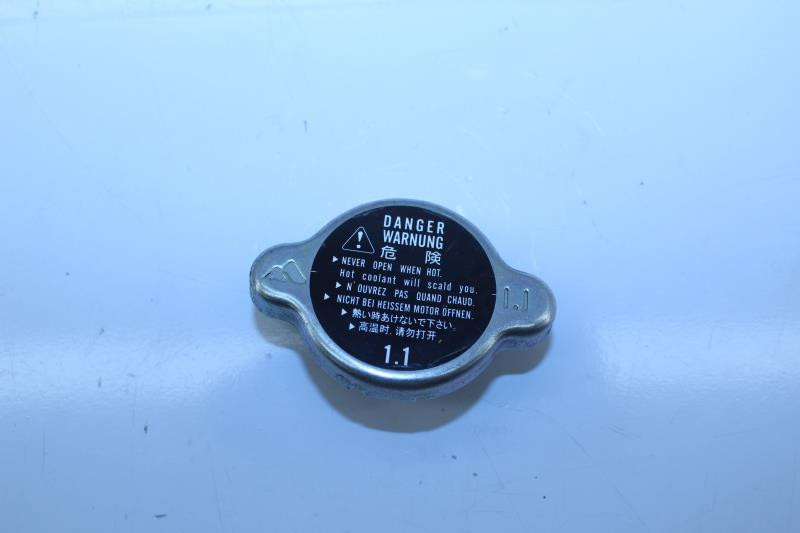 DANGER
WARNUNG
危 険
▶ NEVER OPEN WHEN HOT.
Hot coolant will scald you.
▶ N'OUVREZ PAS QUAND CHAUD.
▶ NICHT BEI HEISSEM MOTOR ÖFFNEN.
▶ 熱い時あけないで下さい。
▶ 高温时.请勿打开
1.1
1.1